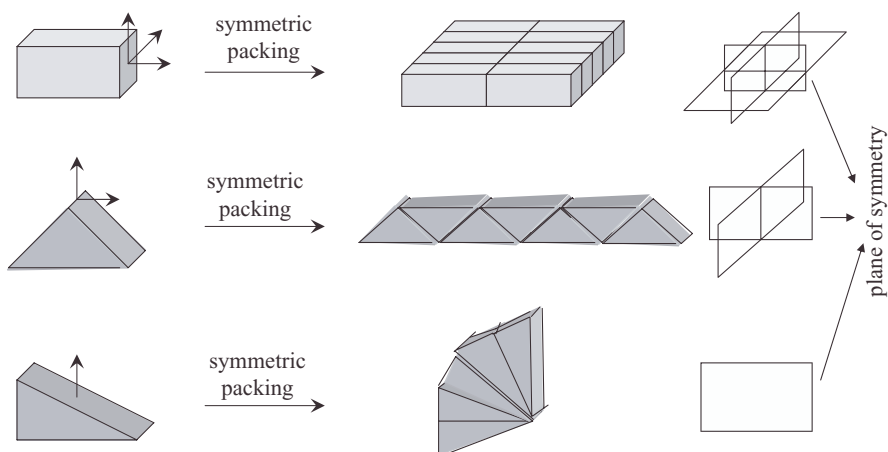 symmetric
packing
symmetric
packing
plane of symmetry
symmetric
packing